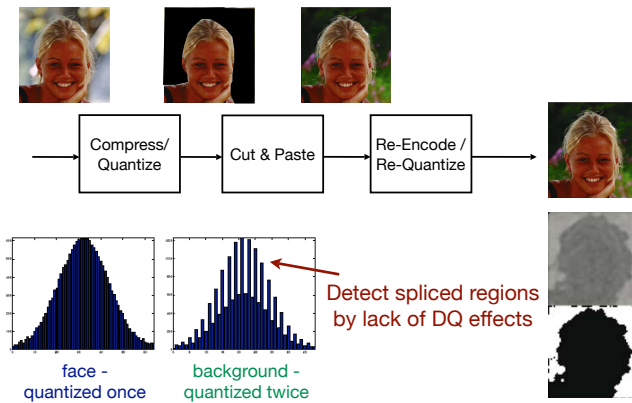 Compress/
Quantize
Cut & Paste
Re-Encode /
Re-Quantize
Detect spliced regions
by lack of DQ effects
face -
quantized once
background -
quantized twice